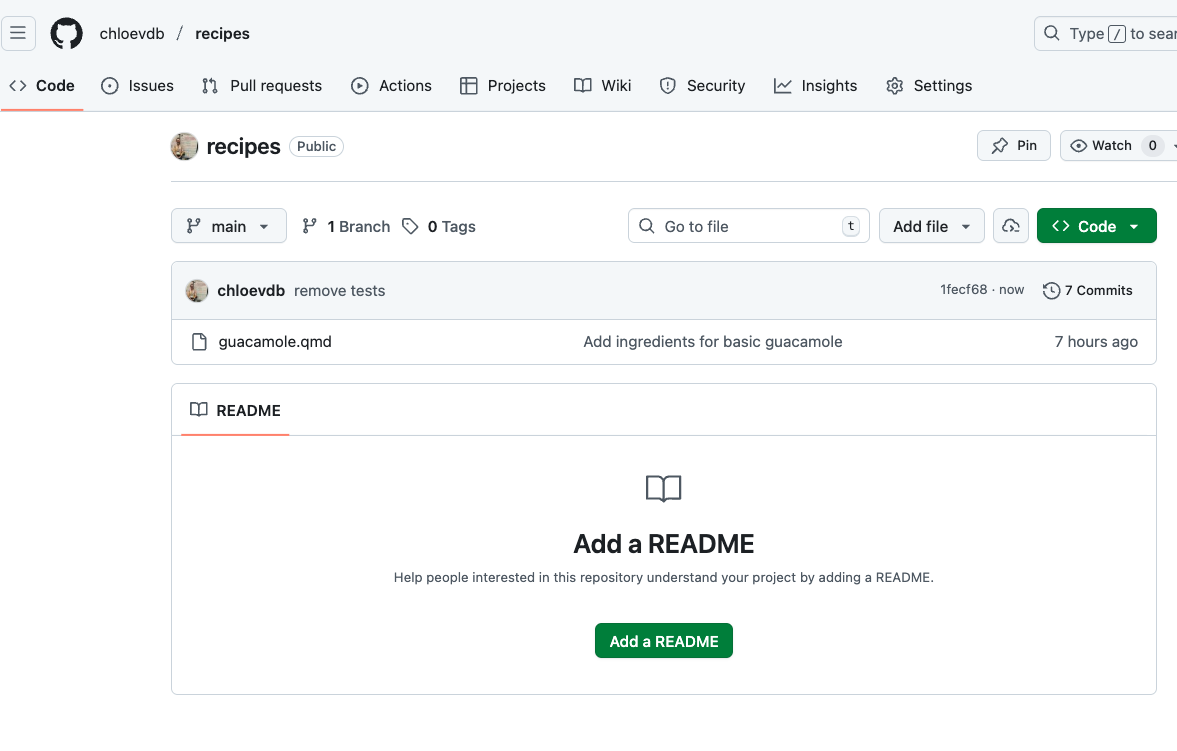 chloevdb / recipes
Type / to sear
Code Issues Pull requests Actions Projects Wiki Security Insights Settings
recipes Public Pin Watch 0
main 1 Branch 0 Tags Go to file t Add file Code
chloevdb remove tests 1fecf68 · now 7 Commits
guacamole.qmd Add ingredients for basic guacamole 7 hours ago
README
Add a README
Help people interested in this repository understand your project by adding a README.
Add a README